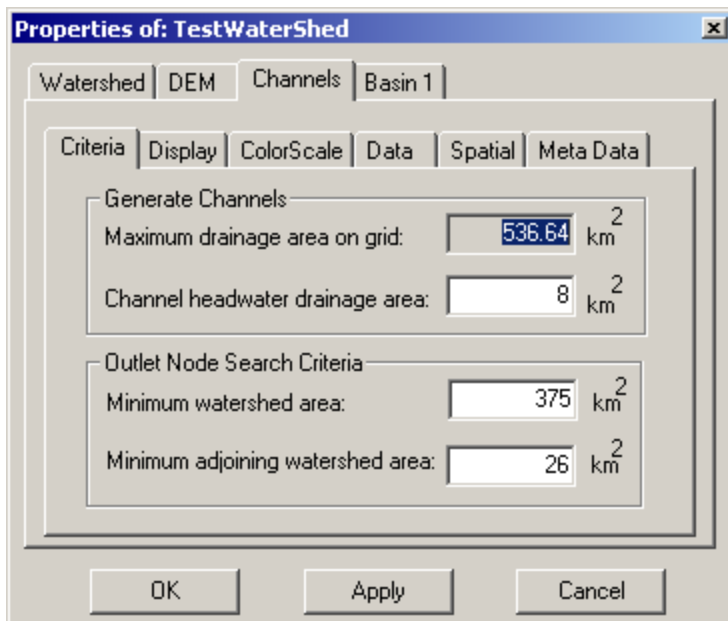 Properties of: TestWaterShed
Watershed DEM Channels Basin 1
Criteria Display ColorScale Data Spatial Meta Data
Generate Channels
Maximum drainage area on grid: 536.64 km2
Channel headwater drainage area: 8 km2
Outlet Node Search Criteria
Minimum watershed area: 375 km2
Minimum adjoining watershed area: 26 km2
OK Apply Cancel